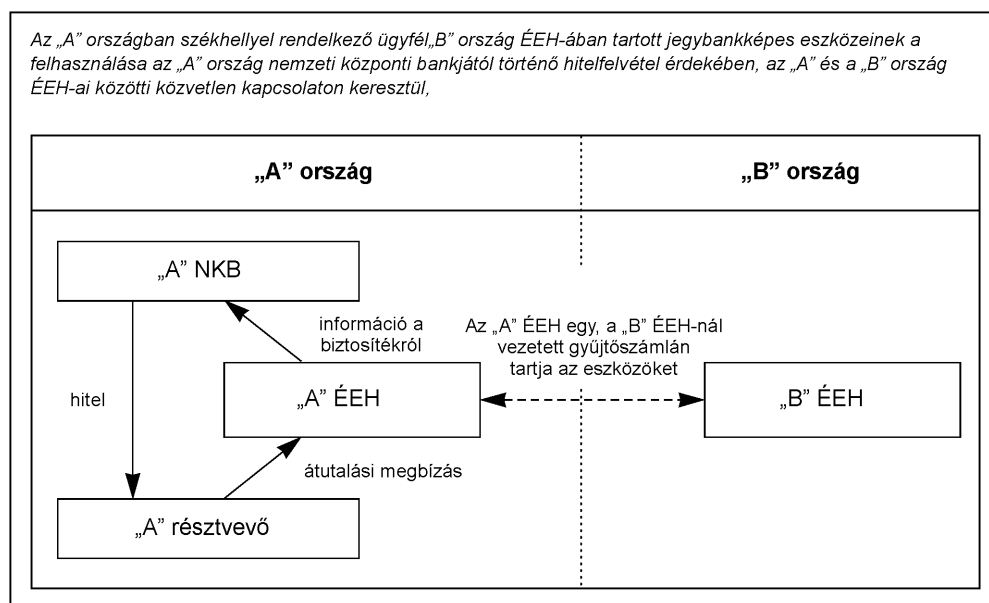 Az „A” országban székhellyel rendelkező ügyfél„B” ország ÉEH-ában tartott jegybankképes eszközeinek a
felhasználása az „A” ország nemzeti központi bankjától történő hitelfelvétel érdekében, az „A” és a „B” ország
ÉEH-ai közötti közvetlen kapcsolaton keresztül,
„A” ország
„B” ország
„A” NKB
információ a
biztosítékról
Az „A” ÉEH egy, a „B” ÉEH-nál
vezetett gyűjtőszámlán
tartja az eszközöket
hitel
„A” ÉEH
„B” ÉEH
átutalási megbízás
„A” résztvevő